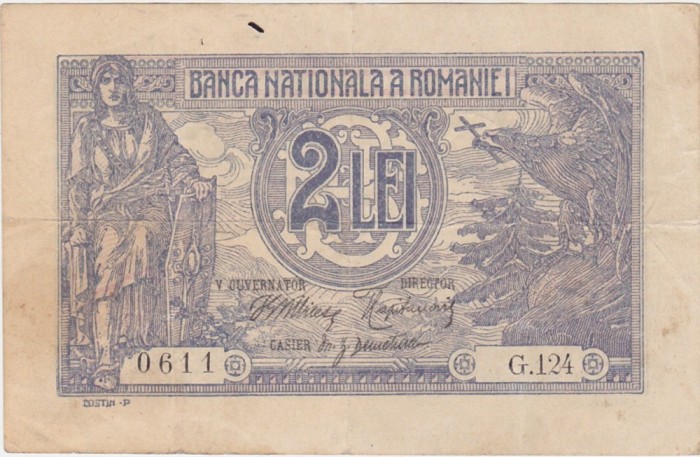 BANCA NATIONALA A ROMANIEI
2 LEI
V GUVERNATOR DIRECTOR
CASIER
0611 G.124
COSTIN·P